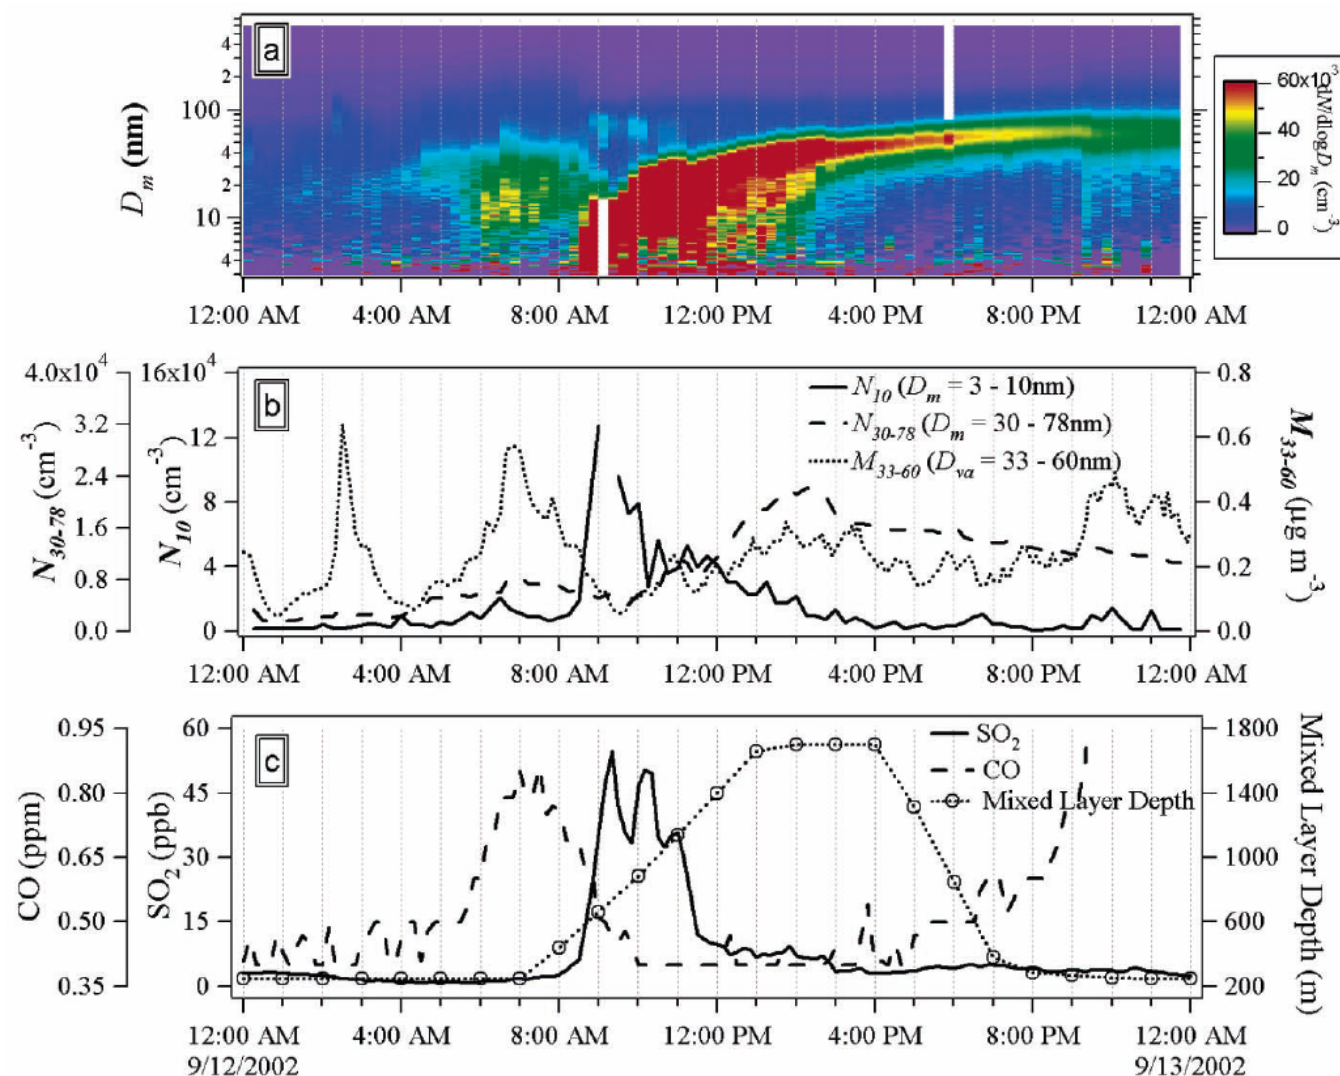 a
4
2
100
4
2
10
4
D_m (nm)
60x10^3
40
20
0
dN/dlogD_m (cm^-3)
12:00 AM 4:00 AM 8:00 AM 12:00 PM 4:00 PM 8:00 PM 12:00 AM
b
4.0x10^4
3.2
2.4
1.6
0.8
0.0
N_30-78 (cm^-3)
16x10^4
12
8
4
0
N_10 (cm^-3)
N_10 (D_m = 3 - 10nm)
N_30-78 (D_m = 30 - 78nm)
M_33-60 (D_va = 33 - 60nm)
0.8
0.6
0.4
0.2
0.0
M_33-60 (µg m^-3)
12:00 AM 4:00 AM 8:00 AM 12:00 PM 4:00 PM 8:00 PM 12:00 AM
c
0.95
0.80
0.65
0.50
0.35
CO (ppm)
60
45
30
15
0
SO_2 (ppb)
SO_2
CO
Mixed Layer Depth
1800
1400
1000
600
200
Mixed Layer Depth (m)
12:00 AM 4:00 AM 8:00 AM 12:00 PM 4:00 PM 8:00 PM 12:00 AM
9/12/2002 9/13/2002